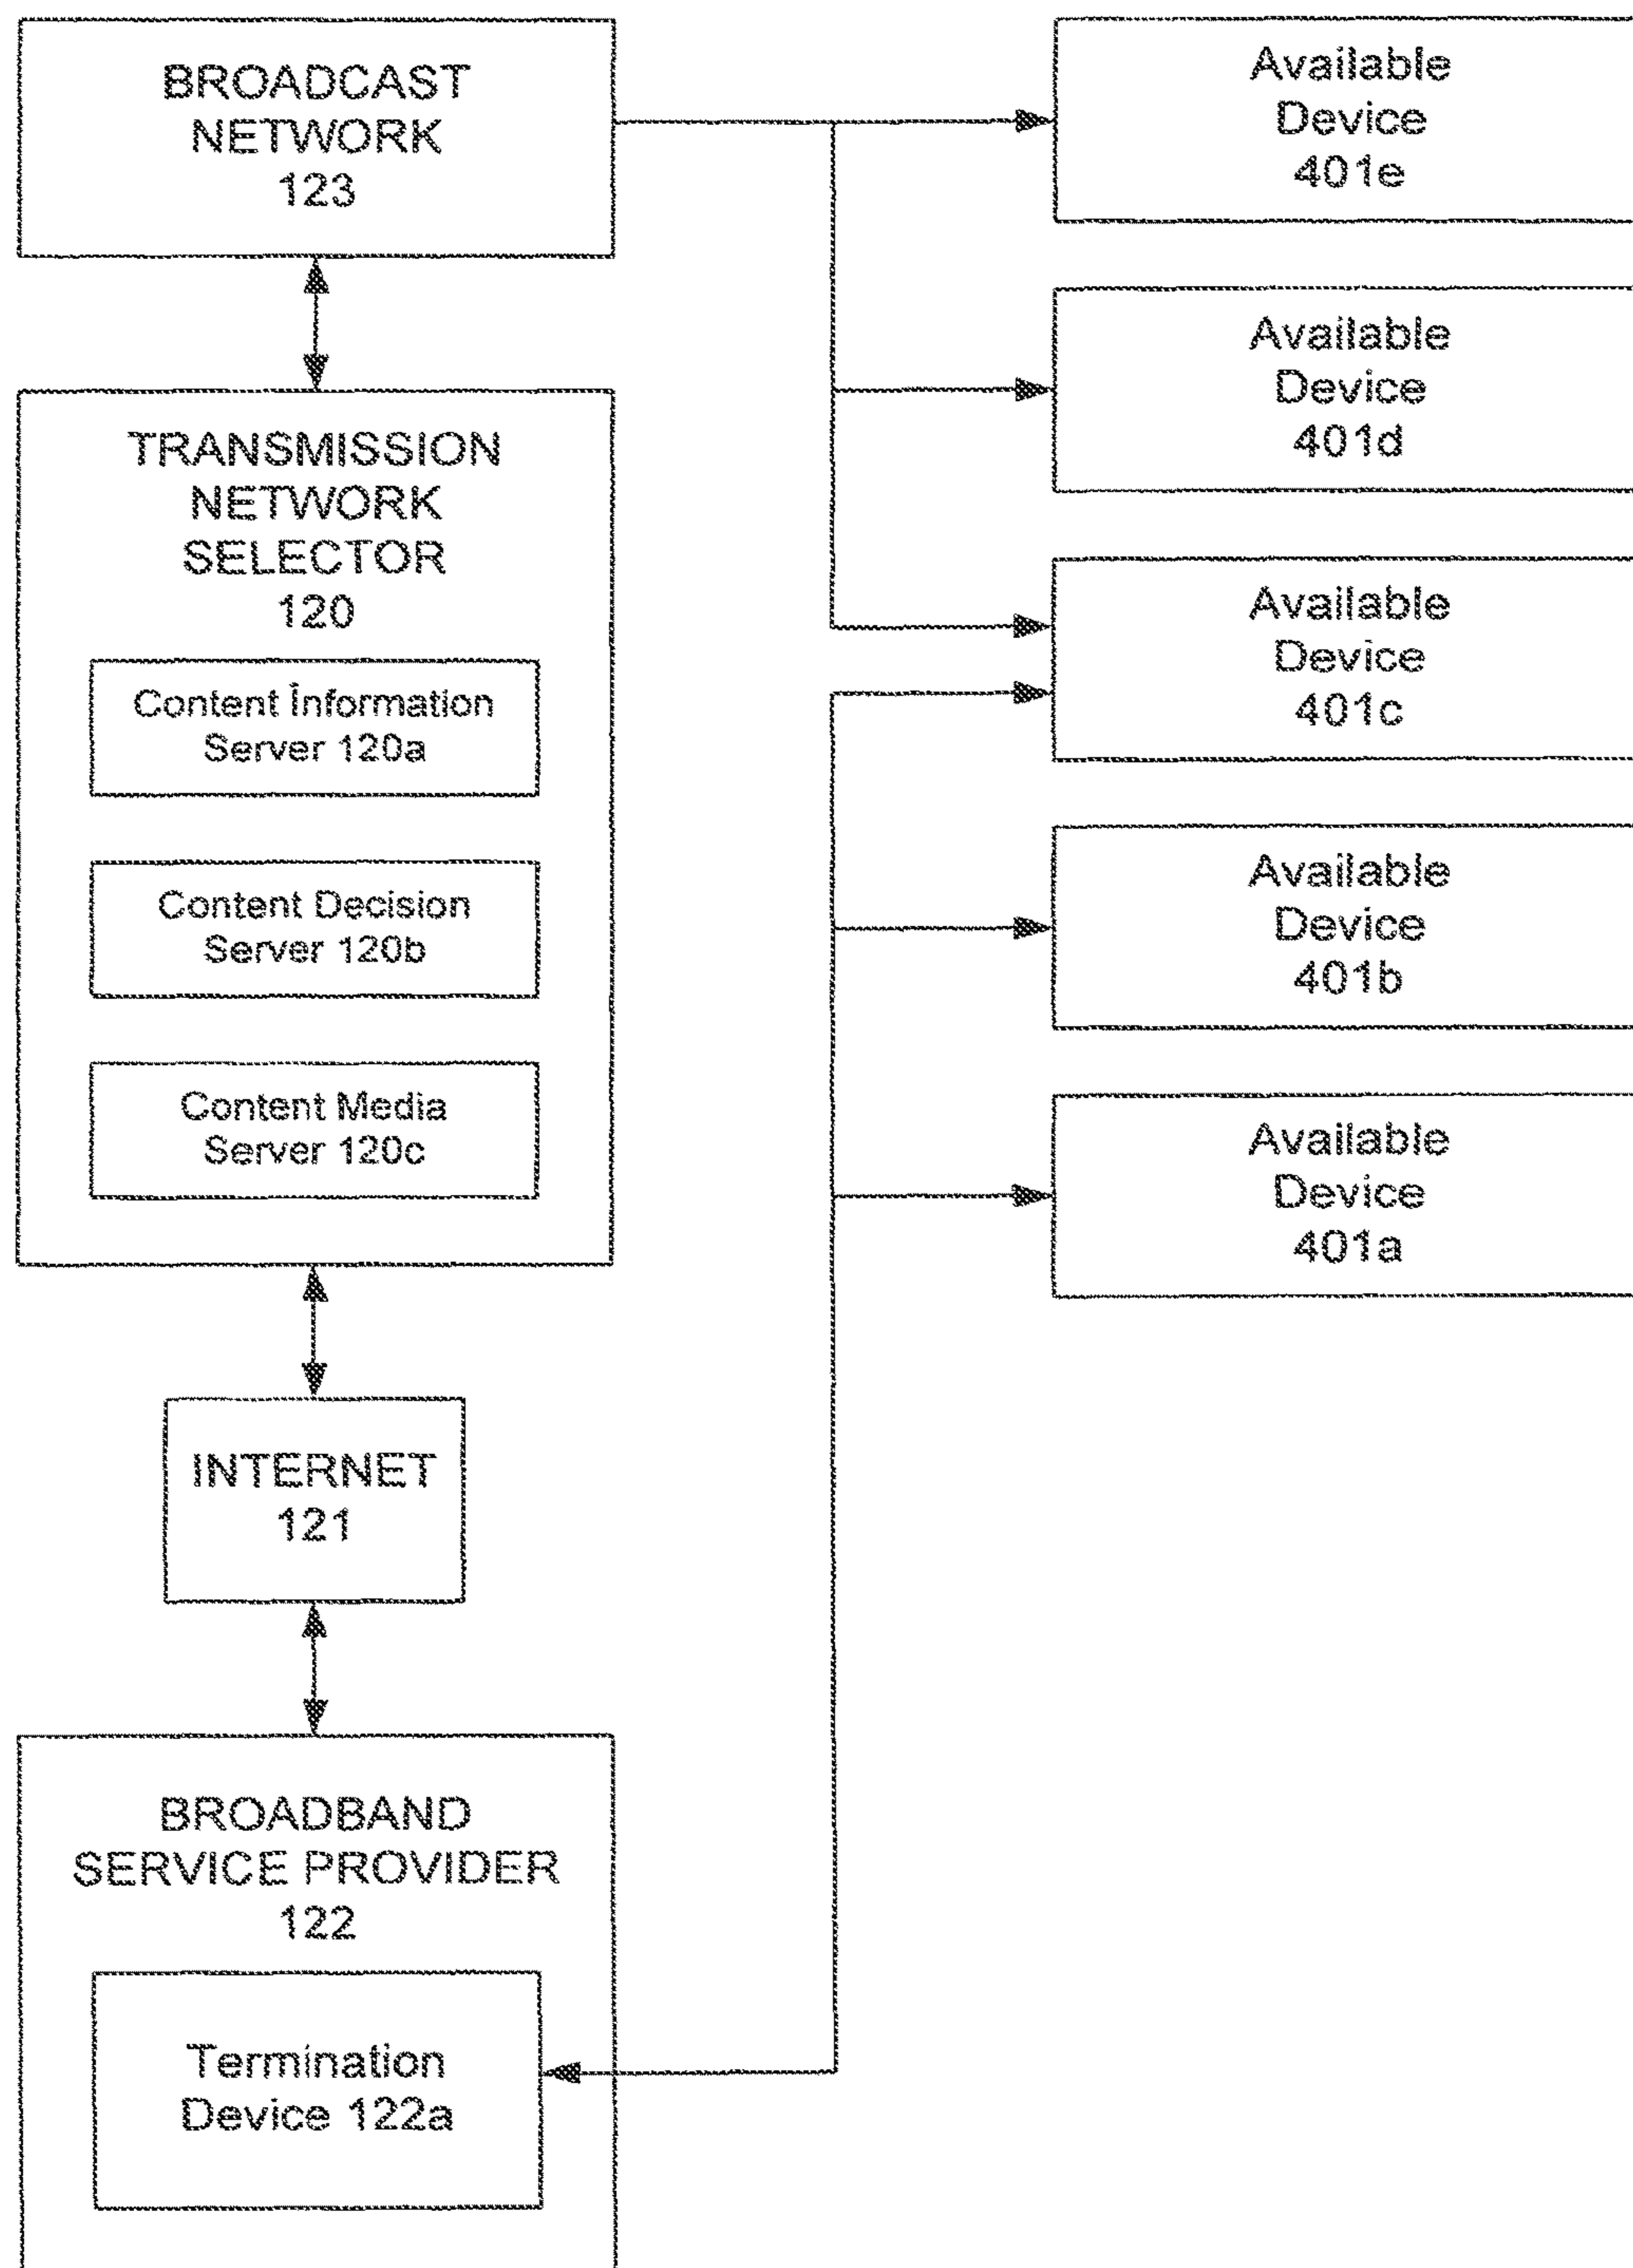 BROADCAST
NETWORK
123
TRANSMISSION
NETWORK
SELECTOR
120
Content Information
Server 120a
Content Decision
Server 120b
Content Media
Server 120c
INTERNET
121
BROADBAND
SERVICE PROVIDER
122
Termination
Device 122a
Available
Device
401e
Available
Device
401d
Available
Device
401c
Available
Device
401b
Available
Device
401a